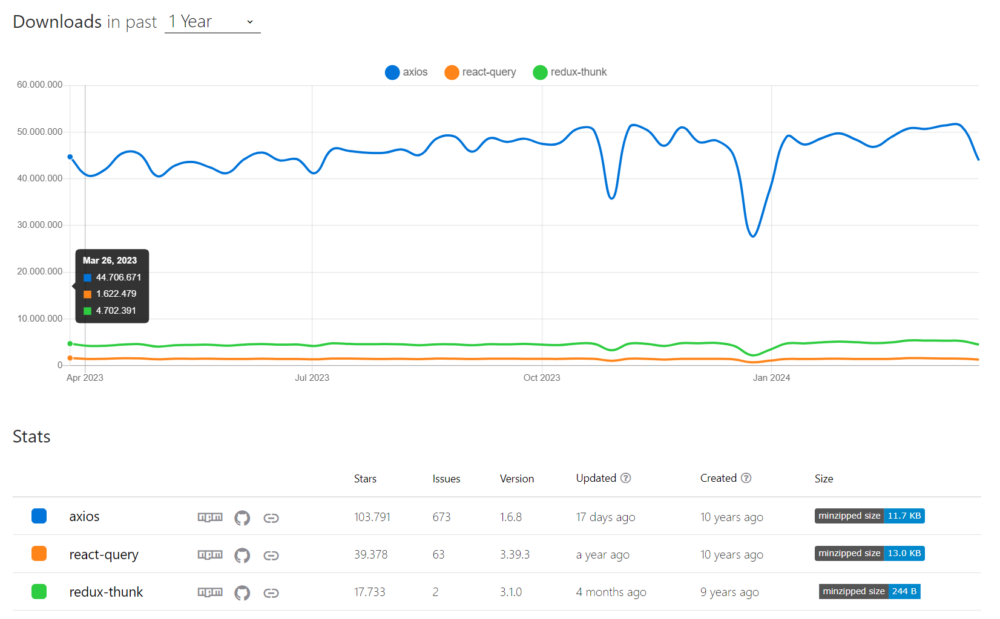 Downloads in past 1 Year
axios react-query redux-thunk
60.000.000
50.000.000
40.000.000
30.000.000
20.000.000
10.000.000
0
Mar 26, 2023
44.706.671
1.622.479
4.702.391
Apr 2023 Jul 2023 Oct 2023 Jan 2024
Stats
Stars Issues Version Updated ? Created ? Size
axios npm 103.791 673 1.6.8 17 days ago 10 years ago minzipped size 11.7 KB
react-query npm 39.378 63 3.39.3 a year ago 10 years ago minzipped size 13.0 KB
redux-thunk npm 17.733 2 3.1.0 4 months ago 9 years ago minzipped size 244 B